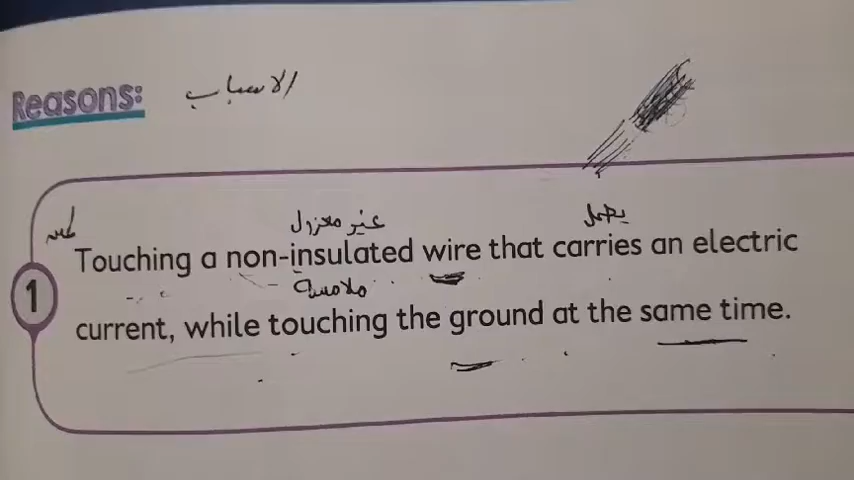 Reasons: الاسباب
غير معزول يحمل
Touching a non-insulated wire that carries an electric
ملامسة
1
current, while touching the ground at the same time.